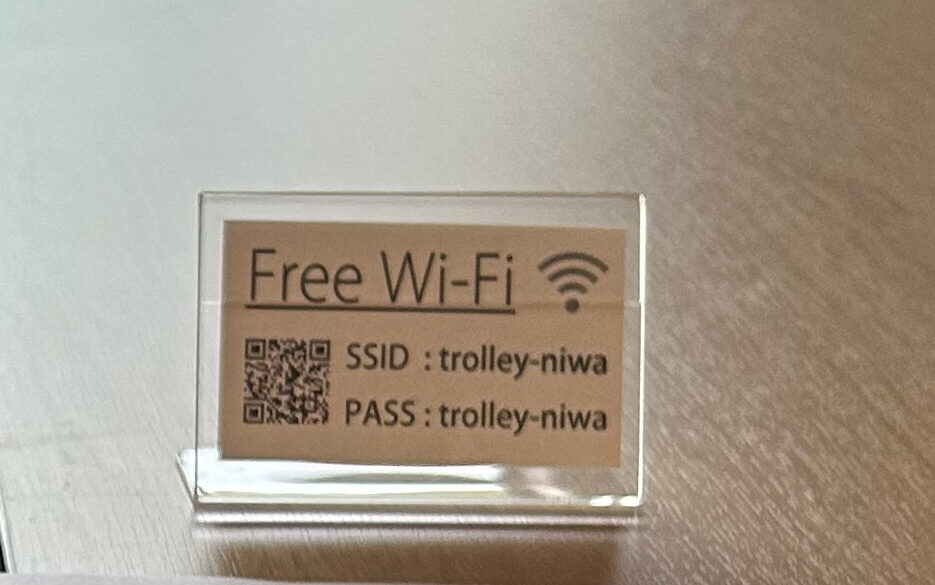 Free Wi-Fi
SSID : trolley-niwa
PASS : trolley-niwa